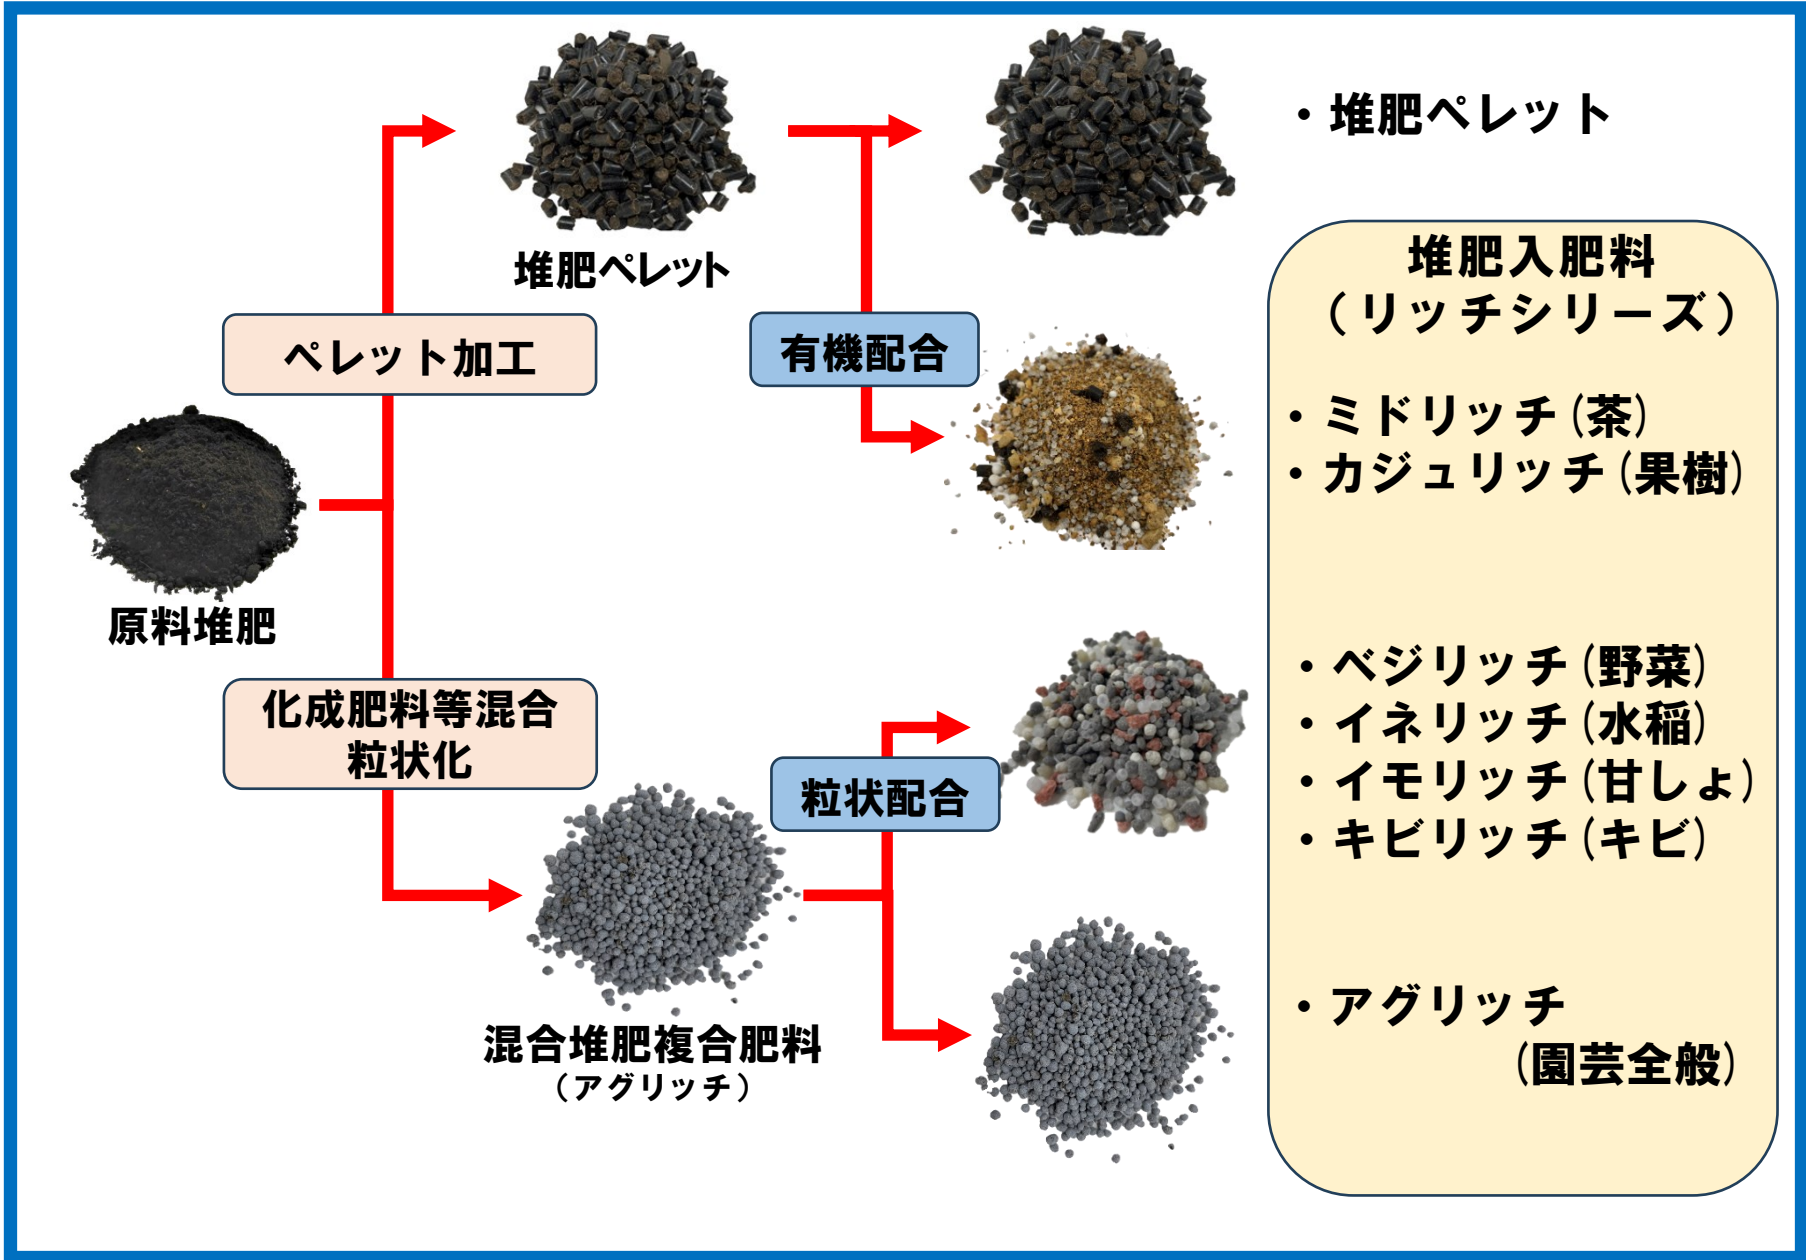 ・堆肥ペレット
堆肥ペレット
ペレット加工
有機配合
原料堆肥
化成肥料等混合
粒状化
粒状配合
混合堆肥複合肥料
（アグリッチ）
堆肥入肥料
（リッチシリーズ）
・ミドリッチ(茶)
・カジュリッチ(果樹)
・ベジリッチ(野菜)
・イネリッチ(水稲)
・イモリッチ(甘しょ)
・キビリッチ(キビ)
・アグリッチ
(園芸全般)